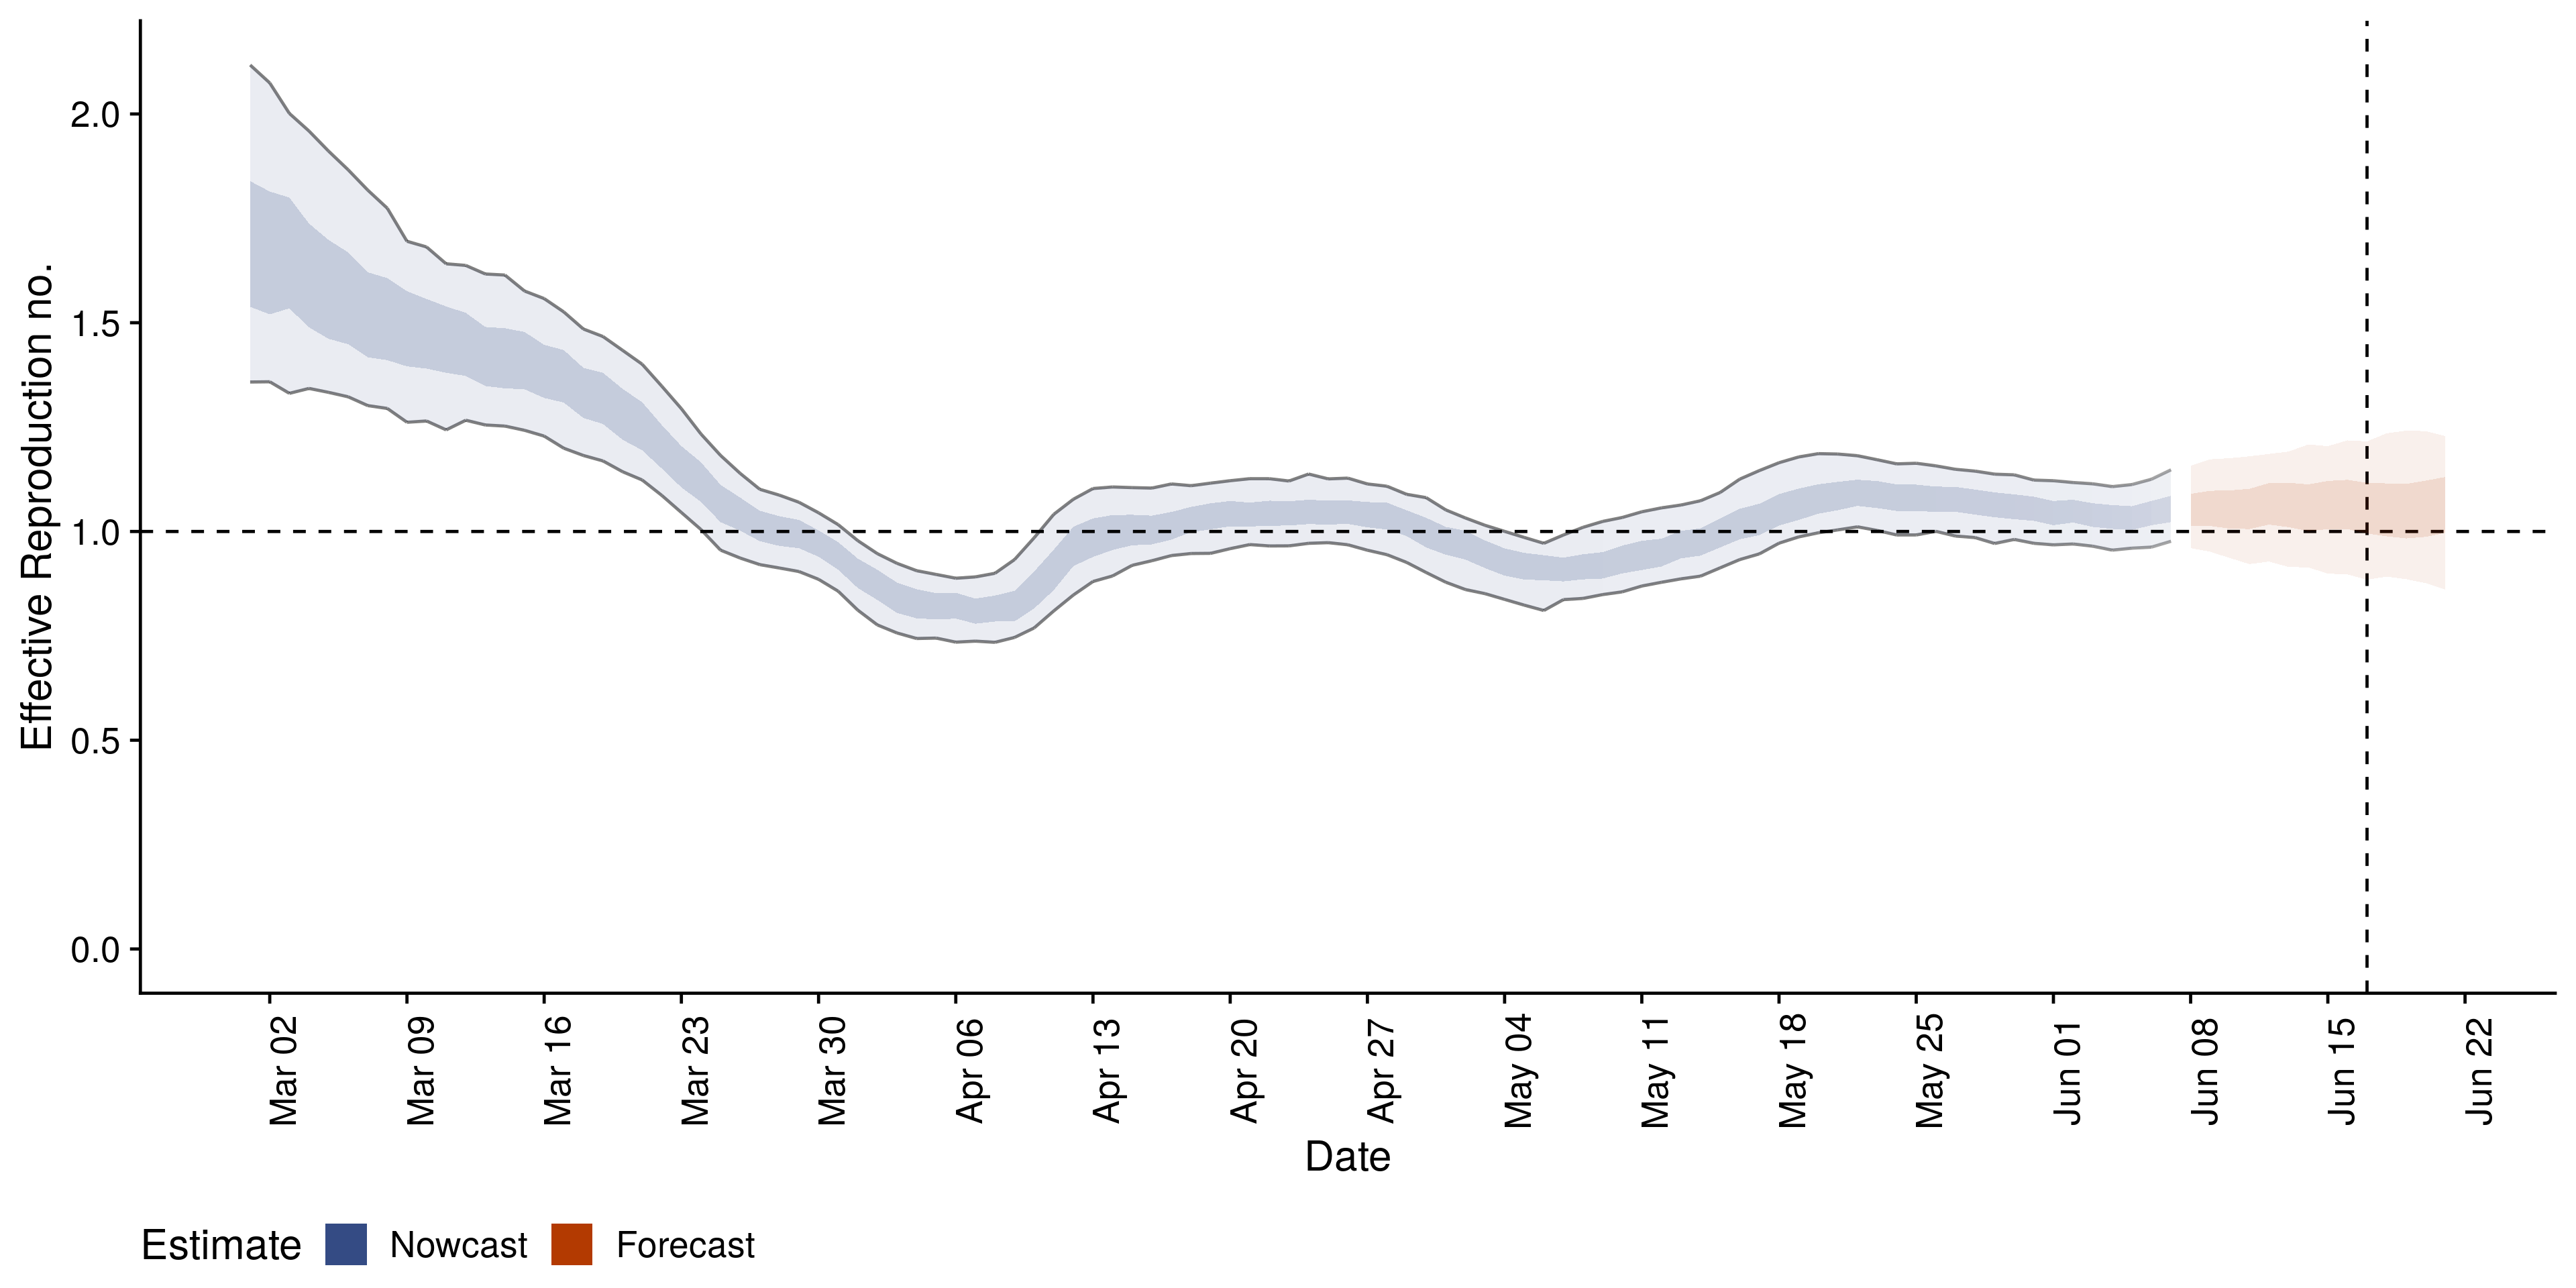 Effective Reproduction no.
2.0
1.5
1.0
0.5
0.0
Mar 02
Mar 09
Mar 16
Mar 23
Mar 30
Apr 06
Apr 13
Apr 20
Apr 27
May 04
May 11
May 18
May 25
Jun 01
Jun 08
Jun 15
Jun 22
Date
Estimate Nowcast Forecast